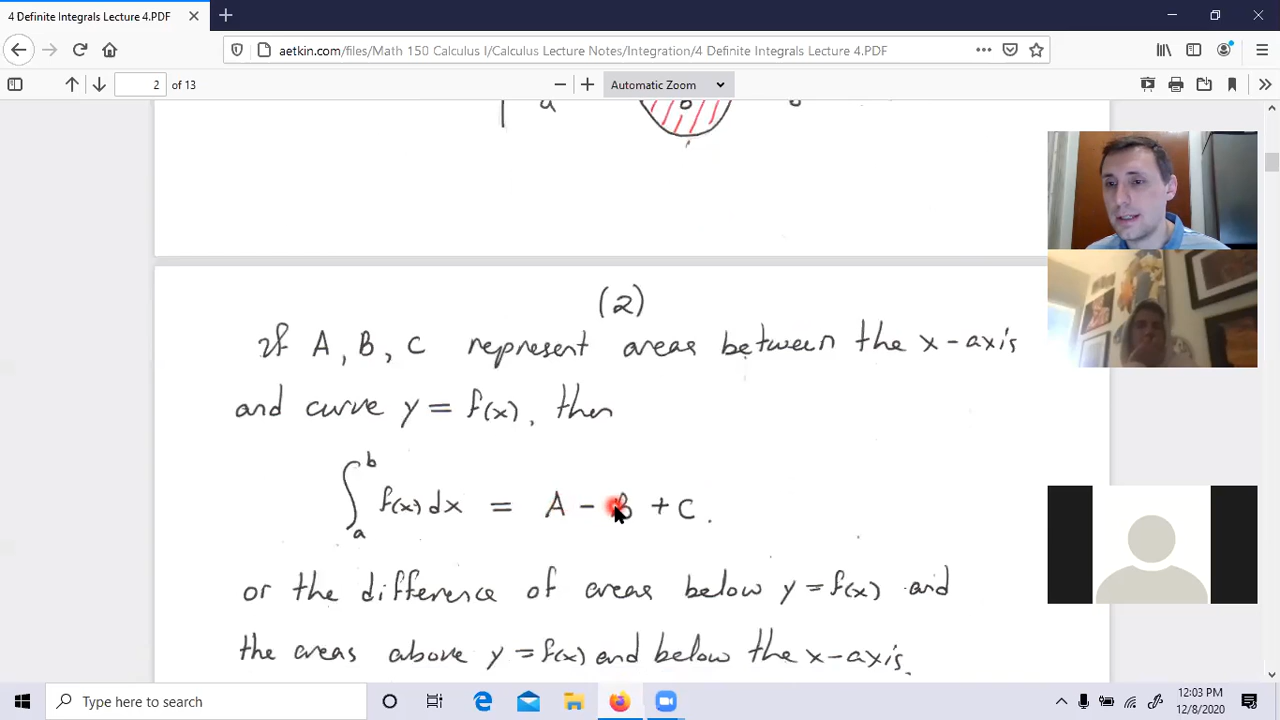 4 Definite Integrals Lecture 4.PDF
aetkin.com/files/Math 150 Calculus I/Calculus Lecture Notes/Integration/4 Definite Integrals Lecture 4.PDF
2 of 13
Automatic Zoom
a B b
(2)
If A, B, C represent areas between the x-axis
and curve y = f(x), then
∫ₐᵇ f(x) dx = A - B + C.
or the difference of areas below y = f(x) and
the areas above y = f(x) and below the x-axis.
Type here to search
12:03 PM
12/8/2020